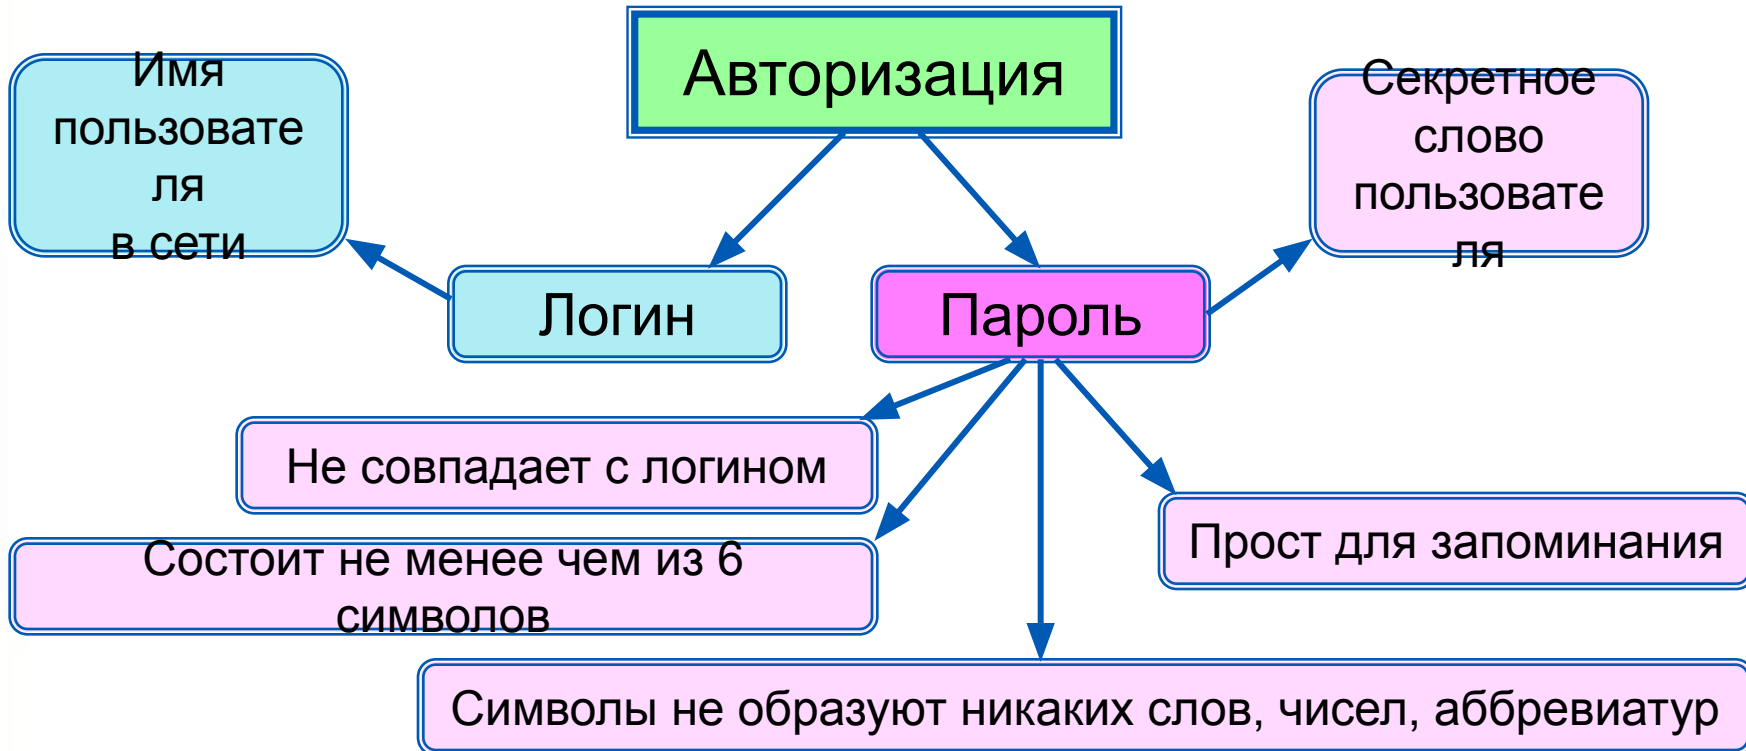 Авторизация
Имя
пользовате
ля
в сети
Секретное
слово
пользовате
ля
Логин
Пароль
Не совпадает с логином
Состоит не менее чем из 6
символов
Прост для запоминания
Символы не образуют никаких слов, чисел, аббревиатур